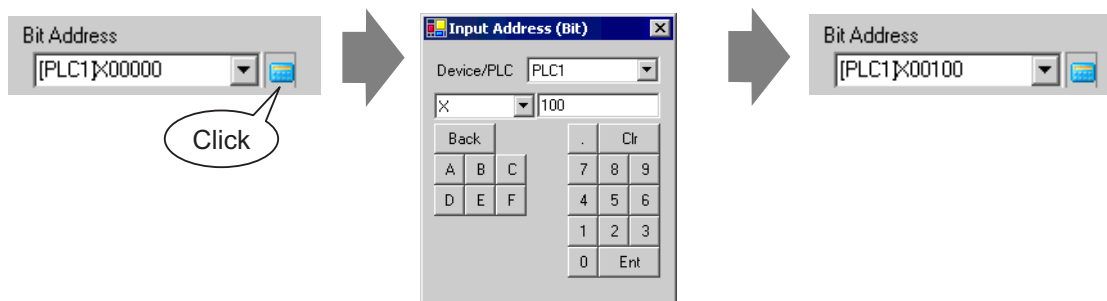 Bit Address
[PLC1]X00000
Click
Input Address (Bit)
Device/PLC PLC1
X 100
Back . Clr
A B C 7 8 9
D E F 4 5 6
1 2 3
0 Ent
Bit Address
[PLC1]X00100